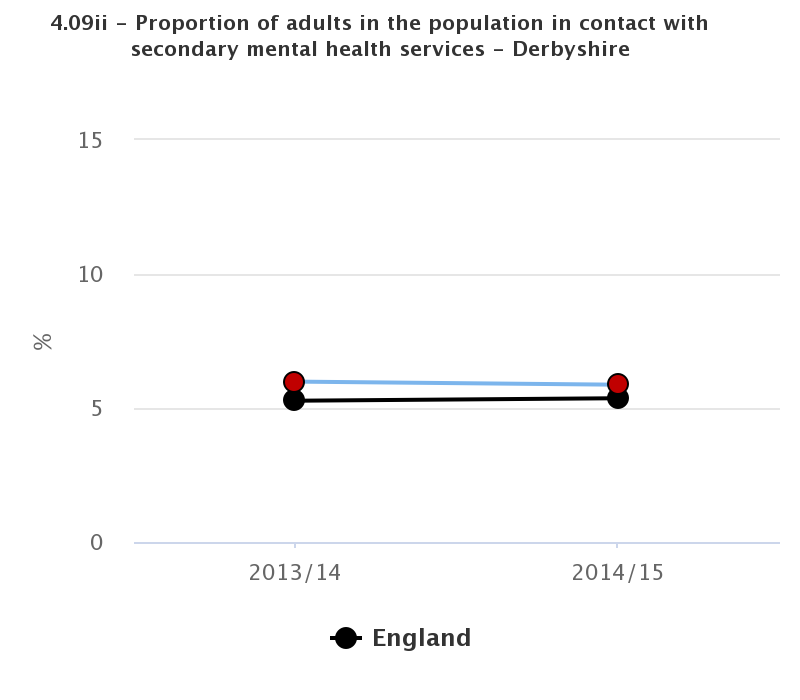 4.09ii – Proportion of adults in the population in contact with
secondary mental health services – Derbyshire
15
10
%
5
0
2013/14 2014/15
England